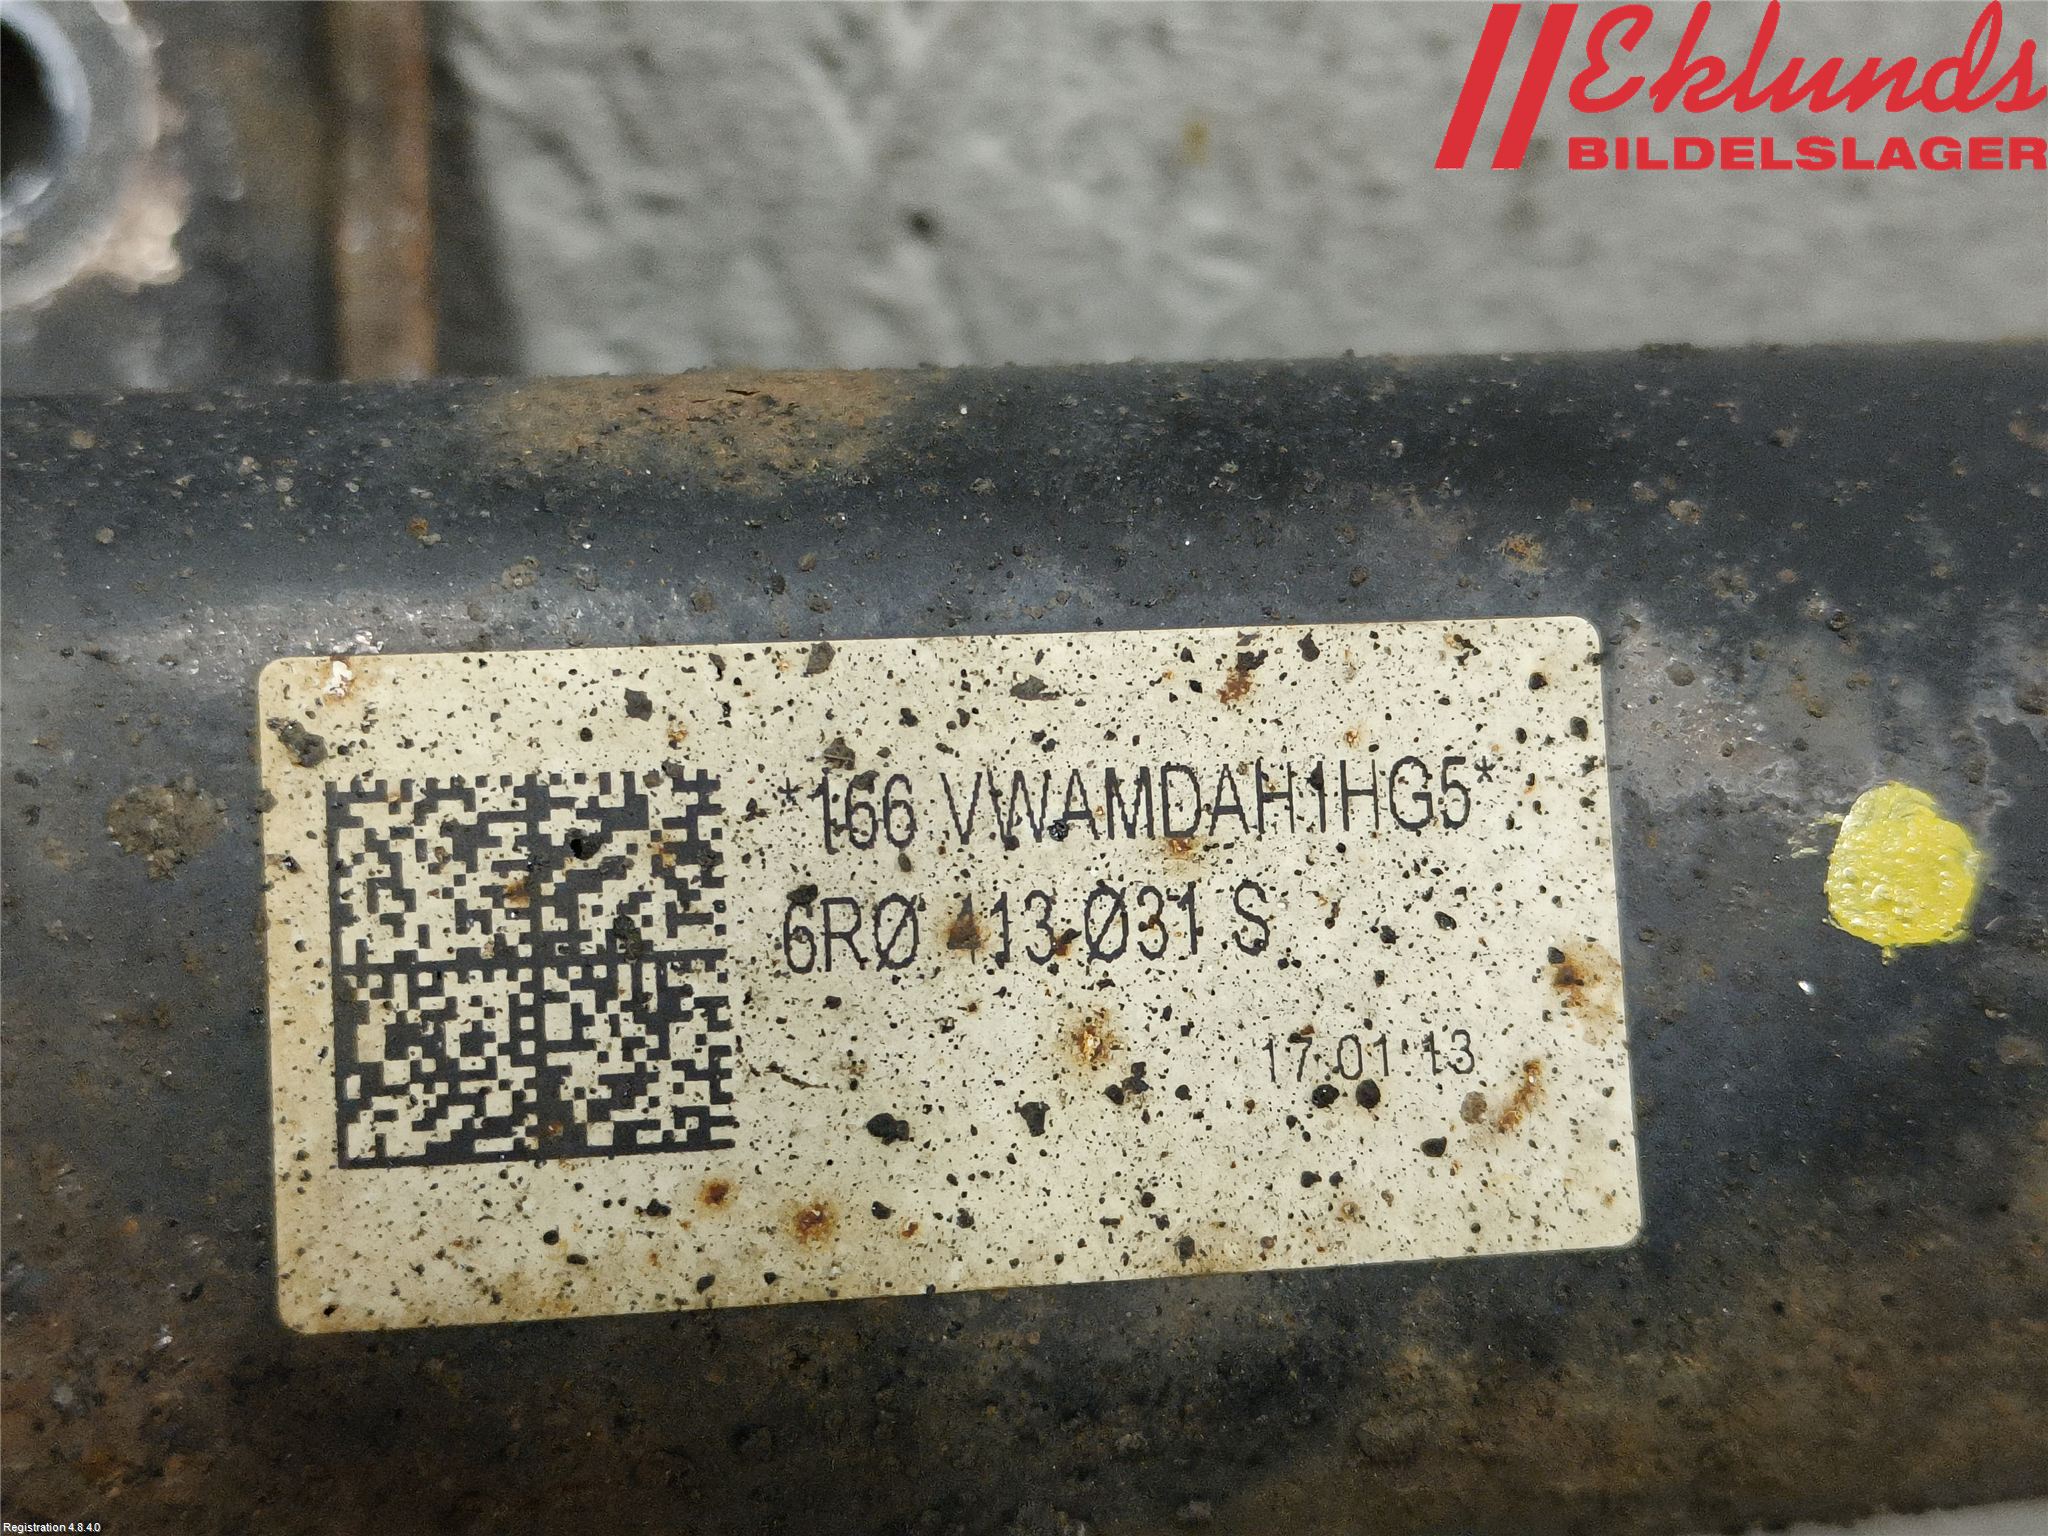 Eklunds
BILDELSLAGER
*166 VWAMDAH1HG5*
6RØ 413 Ø31 S
17.01.13
Registration 4.8.4.0